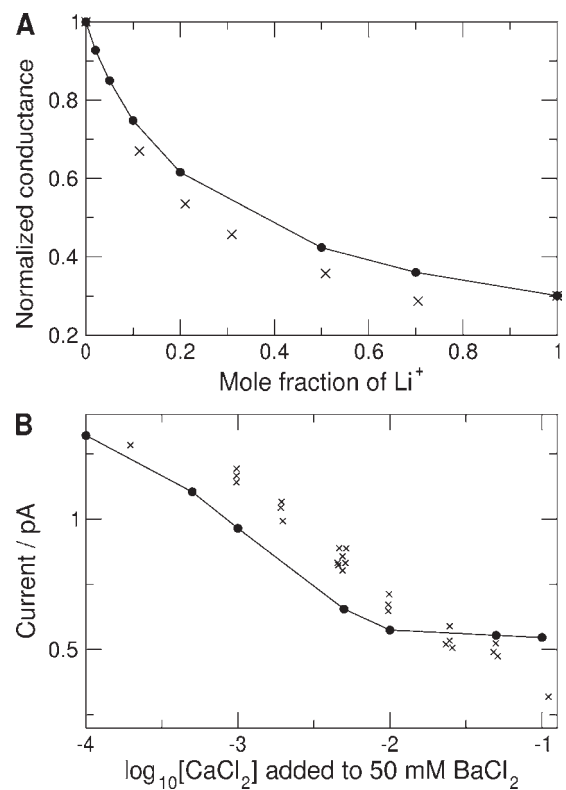 A
1
0.8
0.6
0.4
0.2
Normalized conductance
0 0.2 0.4 0.6 0.8 1
Mole fraction of Li⁺
B
1
0.5
Current / pA
-4 -3 -2 -1
log₁₀[CaCl₂] added to 50 mM BaCl₂